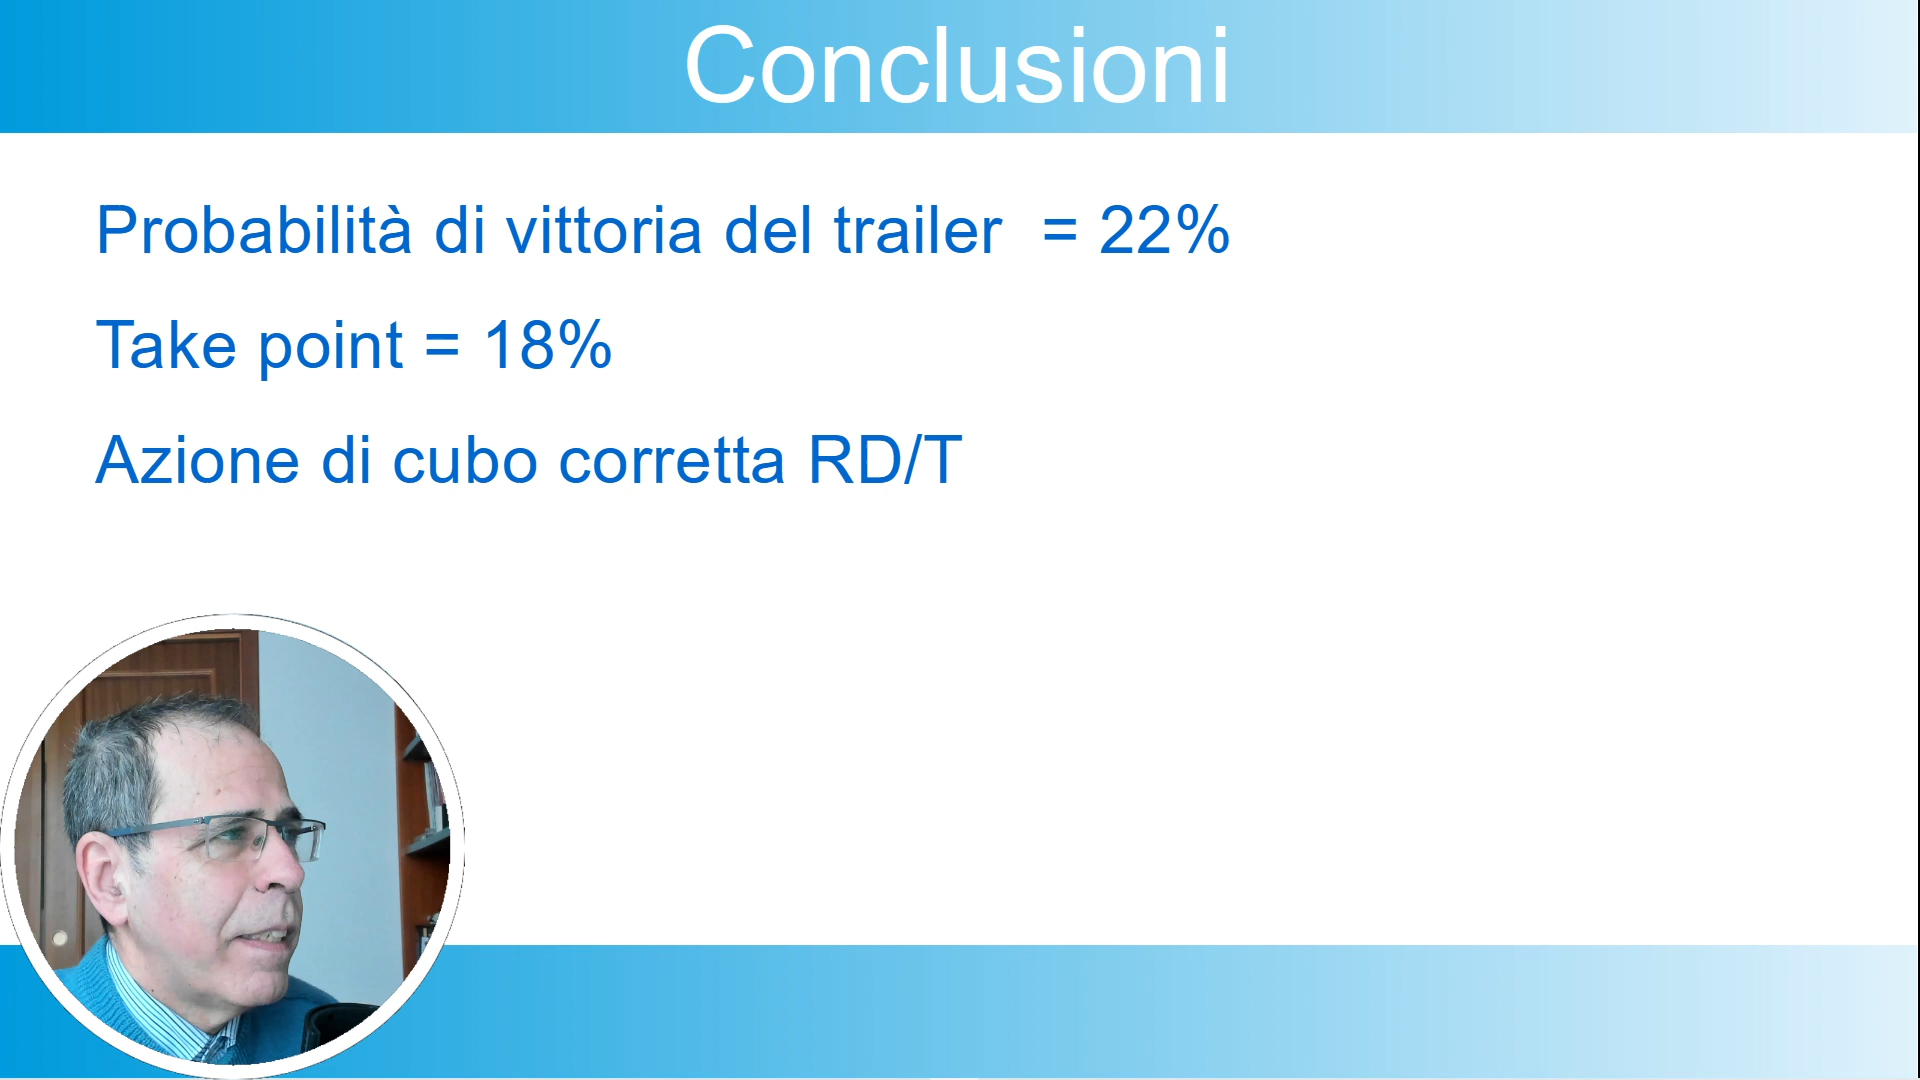 Conclusioni
Probabilità di vittoria del trailer = 22%
Take point = 18%
Azione di cubo corretta RD/T